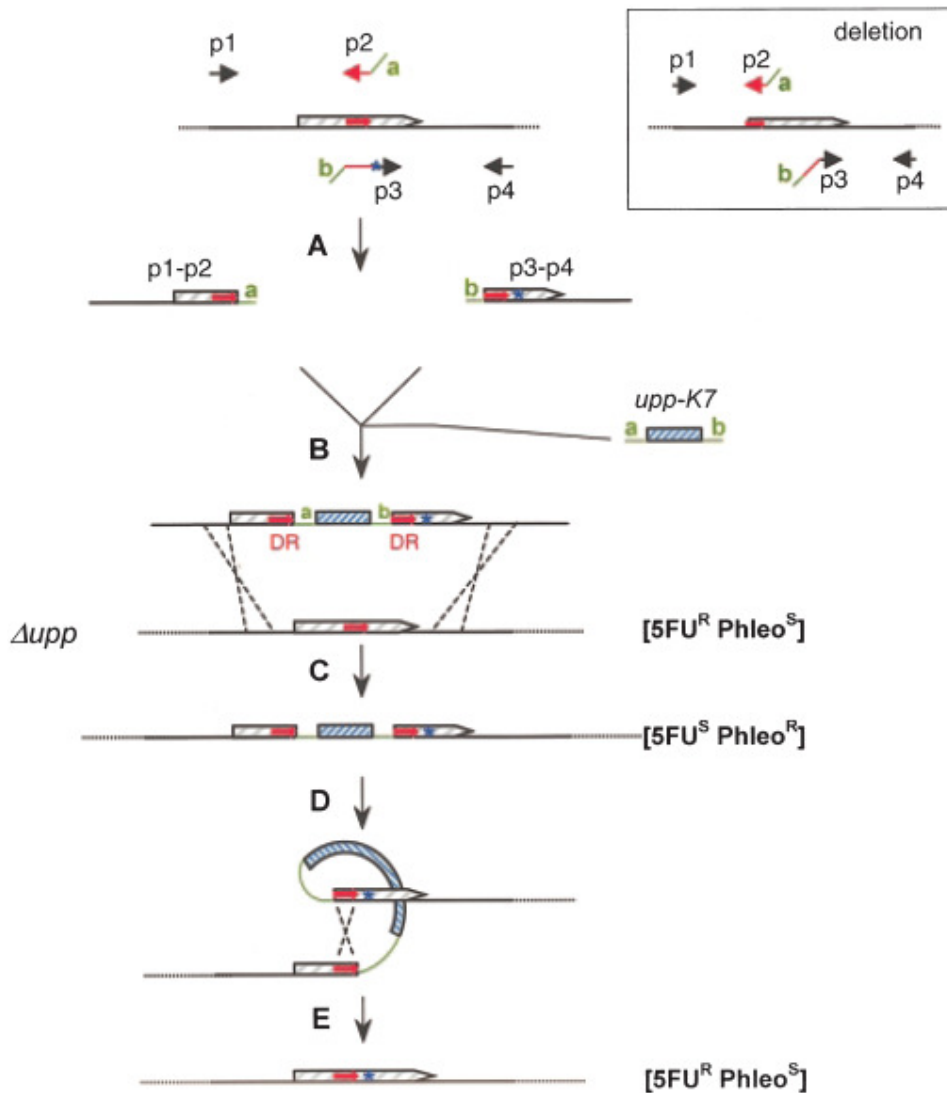 p1 p2 a
b p3 p4
deletion
p1 p2 a
b p3 p4
A
p1-p2 a
p3-p4
b
upp-K7
a b
B
a b
DR DR
Δupp [5FU^R Phleo^S]
C
[5FU^S Phleo^R]
D
E
[5FU^R Phleo^S]